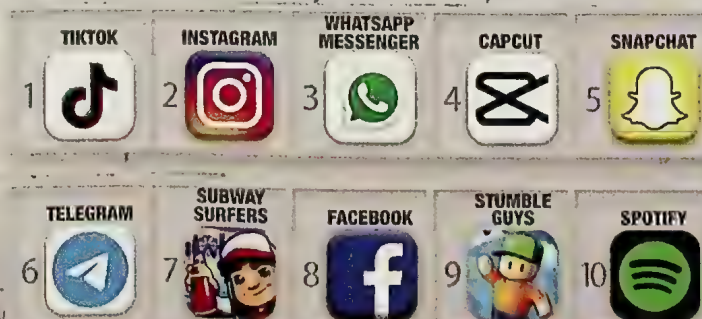 TIKTOK
INSTAGRAM
WHATSAPP
MESSENGER
CAPCUT
SNAPCHAT
1
2
3
4
5
TELEGRAM
SUBWAY
SURFERS
FACEBOOK
STUMBLE
GUYS
SPOTIFY
6
7
8
9
10